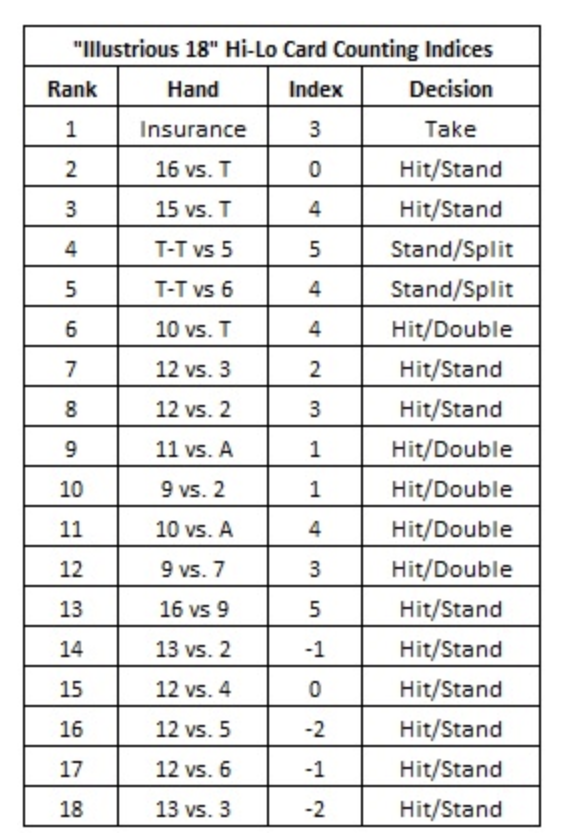 "Illustrious 18" Hi-Lo Card Counting Indices
Rank Hand Index Decision
1 Insurance 3 Take
2 16 vs. T 0 Hit/Stand
3 15 vs. T 4 Hit/Stand
4 T-T vs 5 5 Stand/Split
5 T-T vs 6 4 Stand/Split
6 10 vs. T 4 Hit/Double
7 12 vs. 3 2 Hit/Stand
8 12 vs. 2 3 Hit/Stand
9 11 vs. A 1 Hit/Double
10 9 vs. 2 1 Hit/Double
11 10 vs. A 4 Hit/Double
12 9 vs. 7 3 Hit/Double
13 16 vs 9 5 Hit/Stand
14 13 vs. 2 -1 Hit/Stand
15 12 vs. 4 0 Hit/Stand
16 12 vs. 5 -2 Hit/Stand
17 12 vs. 6 -1 Hit/Stand
18 13 vs. 3 -2 Hit/Stand